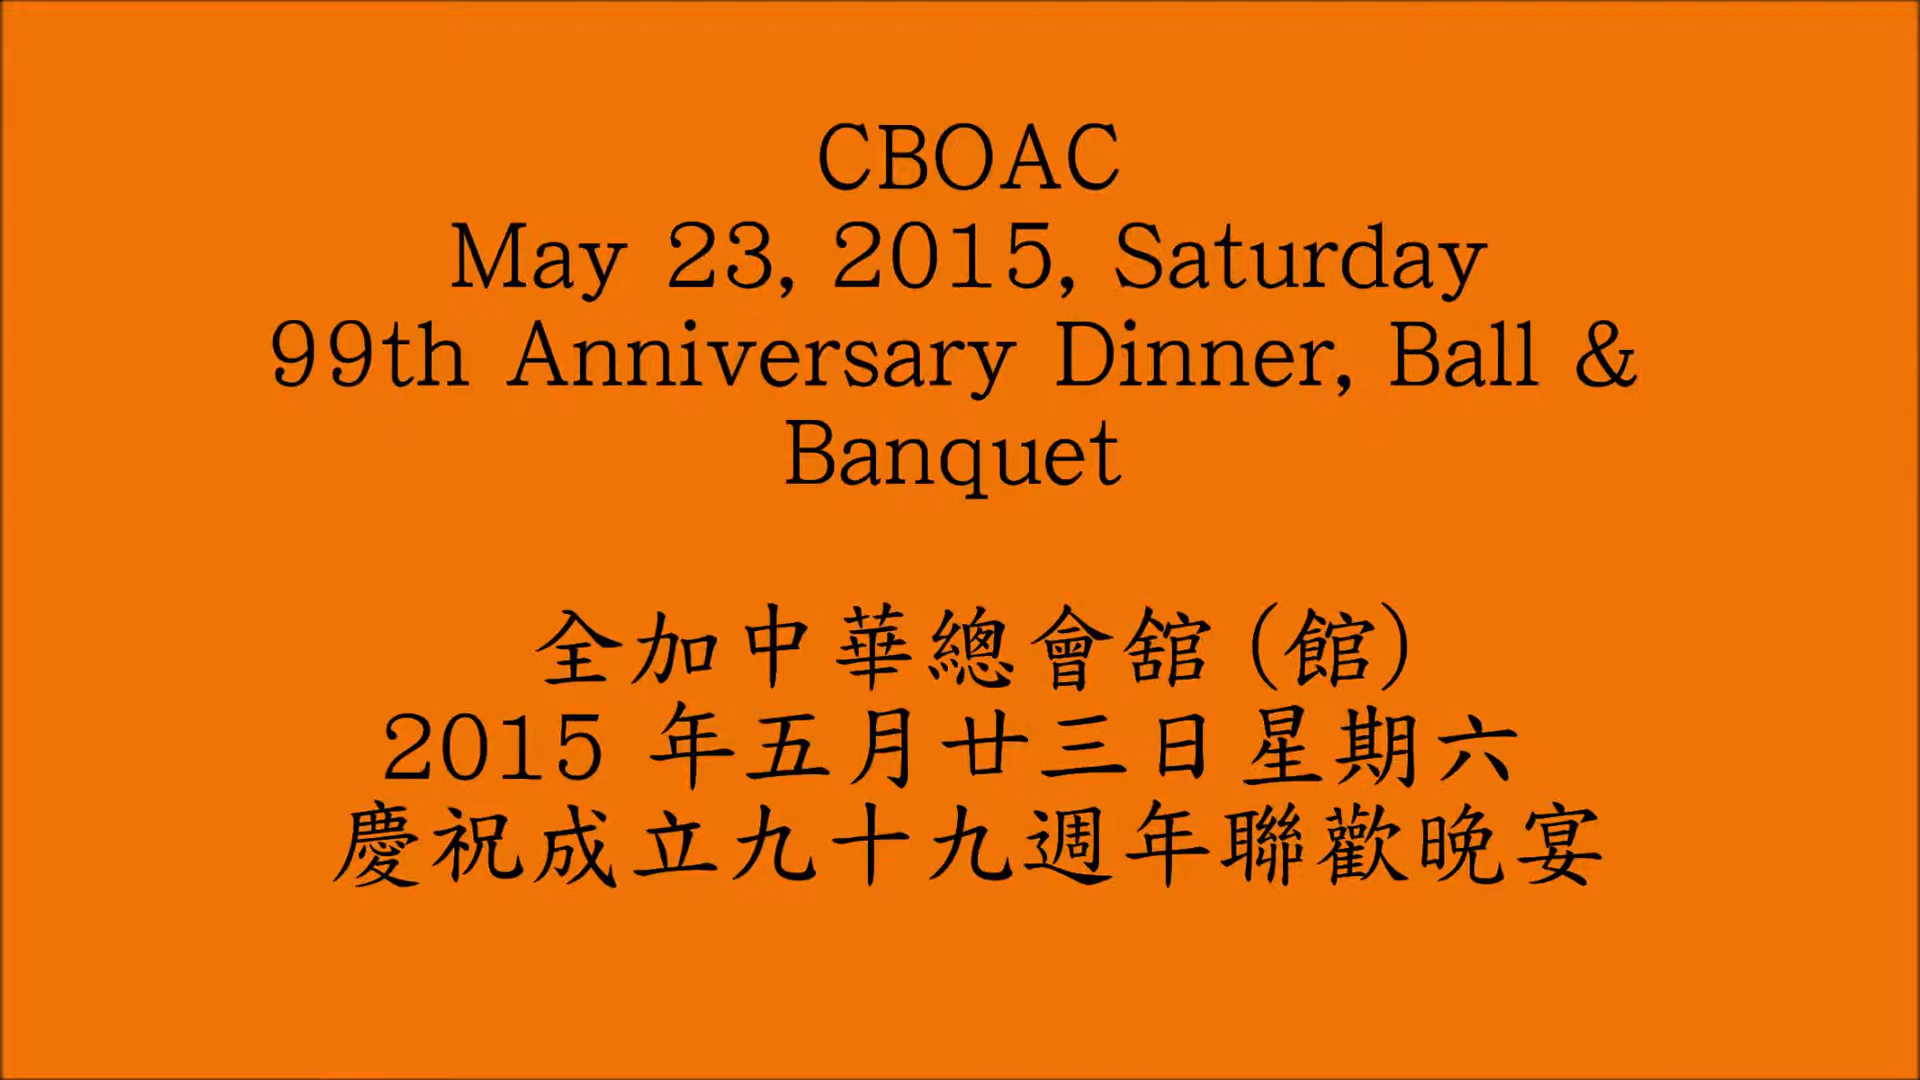 CBOAC
May 23, 2015, Saturday
99th Anniversary Dinner, Ball &
Banquet
全加中華總會舘(館)
2015 年五月廿三日星期六
慶祝成立九十九週年聯歡晚宴